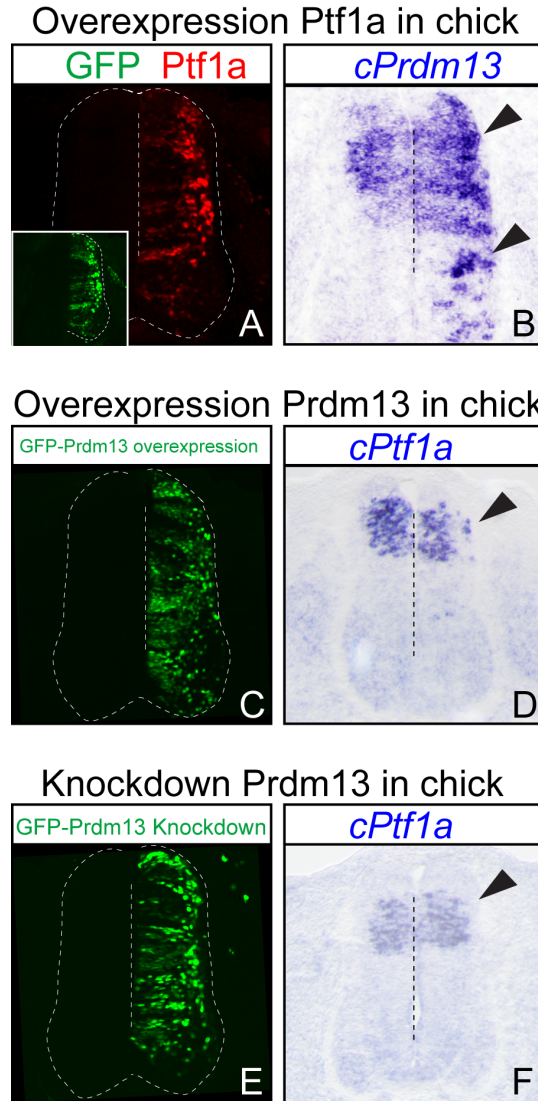 Overexpression Ptf1a in chick
GFP Ptf1a
cPrdm13
A
B
Overexpression Prdm13 in chick
GFP-Prdm13 overexpression
cPtf1a
C
D
Knockdown Prdm13 in chick
GFP-Prdm13 Knockdown
cPtf1a
E
F